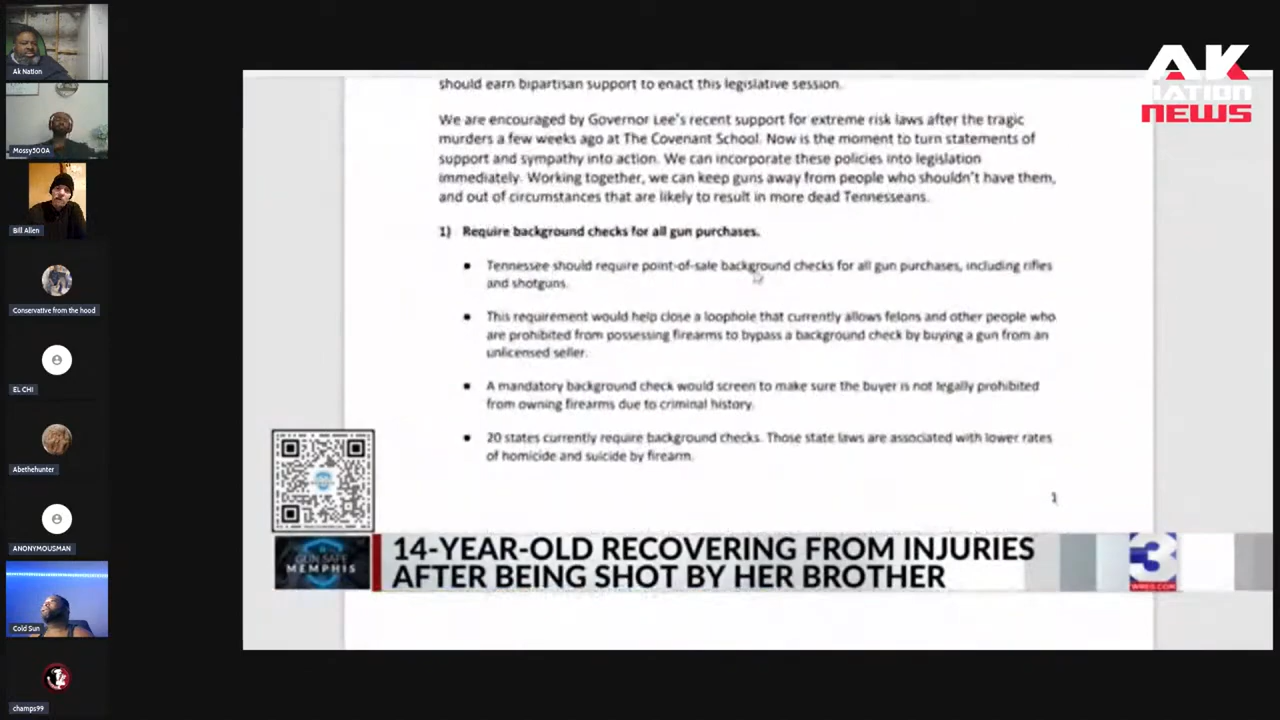 Ak Nation
Mossy500A
Bill Allen
Conservative from the hood
EL CHI
Abethehunter
ANONYMOUSMAN
Cold Sun
champs99
AK
NATION
NEWS
should earn bipartisan support to enact this legislative session.
We are encouraged by Governor Lee's recent support for extreme risk laws after the tragic
murders a few weeks ago at The Covenant School. Now is the moment to turn statements of
support and sympathy into action. We can incorporate these policies into legislation
immediately. Working together, we can keep guns away from people who shouldn't have them,
and out of circumstances that are likely to result in more dead Tennesseans.
1) Require background checks for all gun purchases.
• Tennessee should require point-of-sale background checks for all gun purchases, including rifles
and shotguns.
• This requirement would help close a loophole that currently allows felons and other people who
are prohibited from possessing firearms to bypass a background check by buying a gun from an
unlicensed seller.
• A mandatory background check would screen to make sure the buyer is not legally prohibited
from owning firearms due to criminal history.
• 20 states currently require background checks. Those state laws are associated with lower rates
of homicide and suicide by firearm.
1
GUN SAFE
MEMPHIS
14-YEAR-OLD RECOVERING FROM INJURIES
AFTER BEING SHOT BY HER BROTHER
3
WREG.COM